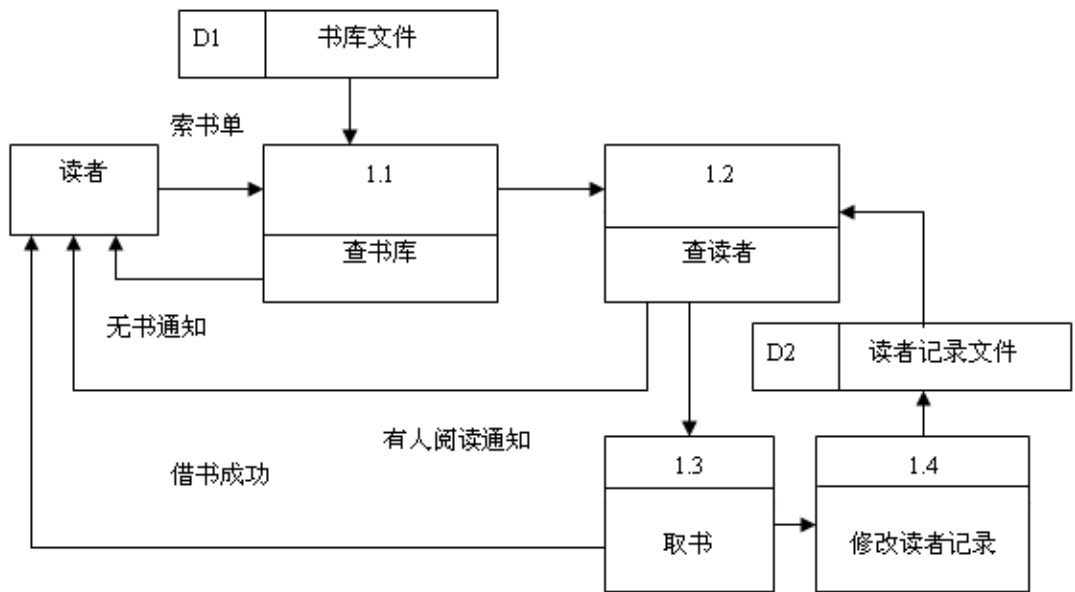 D1
书库文件
索书单
读者
1.1
1.2
查书库
查读者
无书通知
D2
读者记录文件
有人阅读通知
借书成功
1.3
1.4
取书
修改读者记录